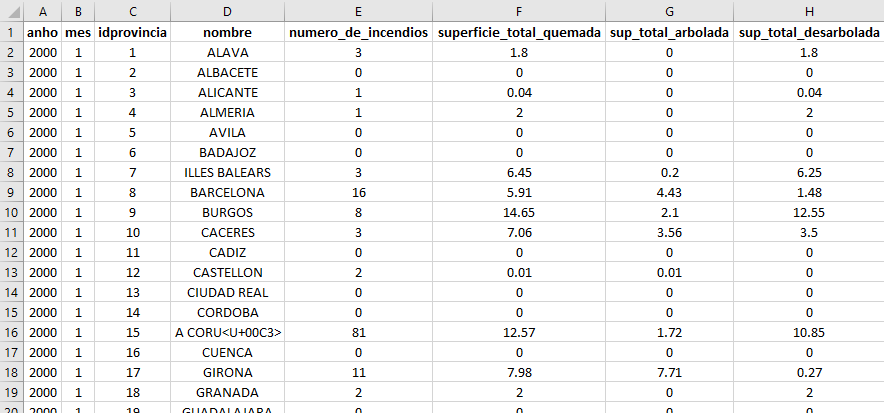 A B C D E F G H
1 anho mes idprovincia nombre numero_de_incendios superficie_total_quemada sup_total_arbolada sup_total_desarbolada
2 2000 1 1 ALAVA 3 1.8 0 1.8
3 2000 1 2 ALBACETE 0 0 0 0
4 2000 1 3 ALICANTE 1 0.04 0 0.04
5 2000 1 4 ALMERIA 1 2 0 2
6 2000 1 5 AVILA 0 0 0 0
7 2000 1 6 BADAJOZ 0 0 0 0
8 2000 1 7 ILLES BALEARS 3 6.45 0.2 6.25
9 2000 1 8 BARCELONA 16 5.91 4.43 1.48
10 2000 1 9 BURGOS 8 14.65 2.1 12.55
11 2000 1 10 CACERES 3 7.06 3.56 3.5
12 2000 1 11 CADIZ 0 0 0 0
13 2000 1 12 CASTELLON 2 0.01 0.01 0
14 2000 1 13 CIUDAD REAL 0 0 0 0
15 2000 1 14 CORDOBA 0 0 0 0
16 2000 1 15 A CORU<U+00C3> 81 12.57 1.72 10.85
17 2000 1 16 CUENCA 0 0 0 0
18 2000 1 17 GIRONA 11 7.98 7.71 0.27
19 2000 1 18 GRANADA 2 2 0 2
20 2000 1 19 GUADALAJARA 0 0 0 0